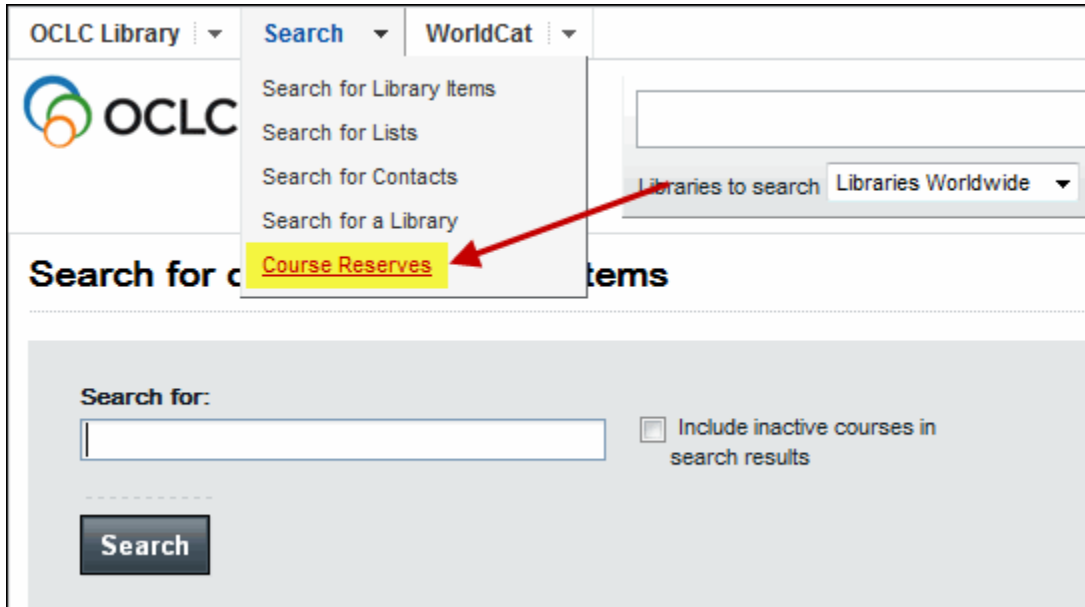 OCLC Library Search WorldCat
OCLC
Search for Library Items
Search for Lists
Search for Contacts
Search for a Library
Course Reserves
Libraries to search Libraries Worldwide
Search for
Search for:
Include inactive courses in
search results
Search